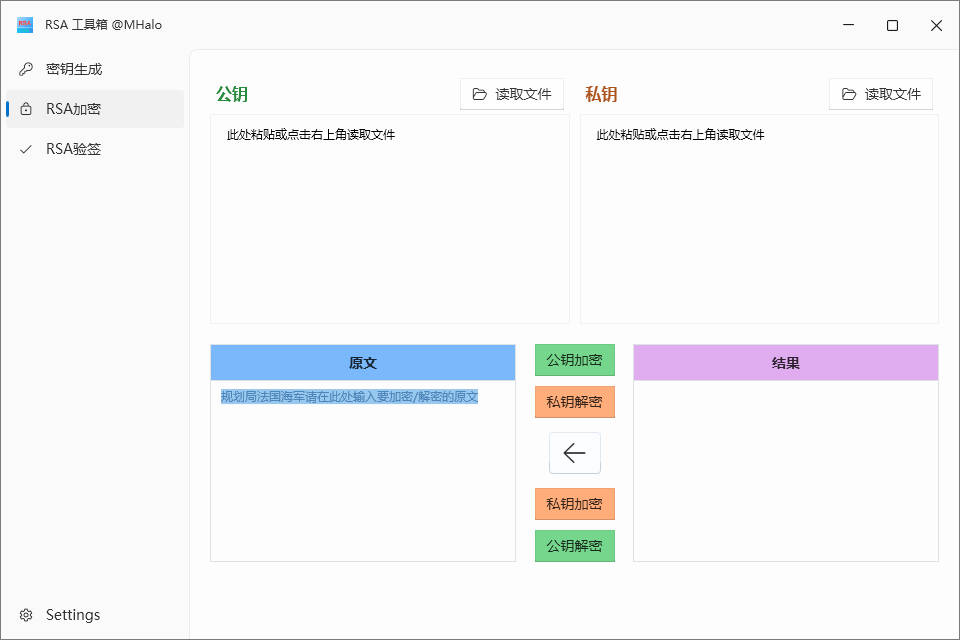 RSA 工具箱 @MHalo
密钥生成
RSA加密
RSA验签
Settings
公钥
读取文件
私钥
读取文件
此处粘贴或点击右上角读取文件
此处粘贴或点击右上角读取文件
原文
规划局法国海军请在此处输入要加密/解密的原文
公钥加密
私钥解密
私钥加密
公钥解密
结果